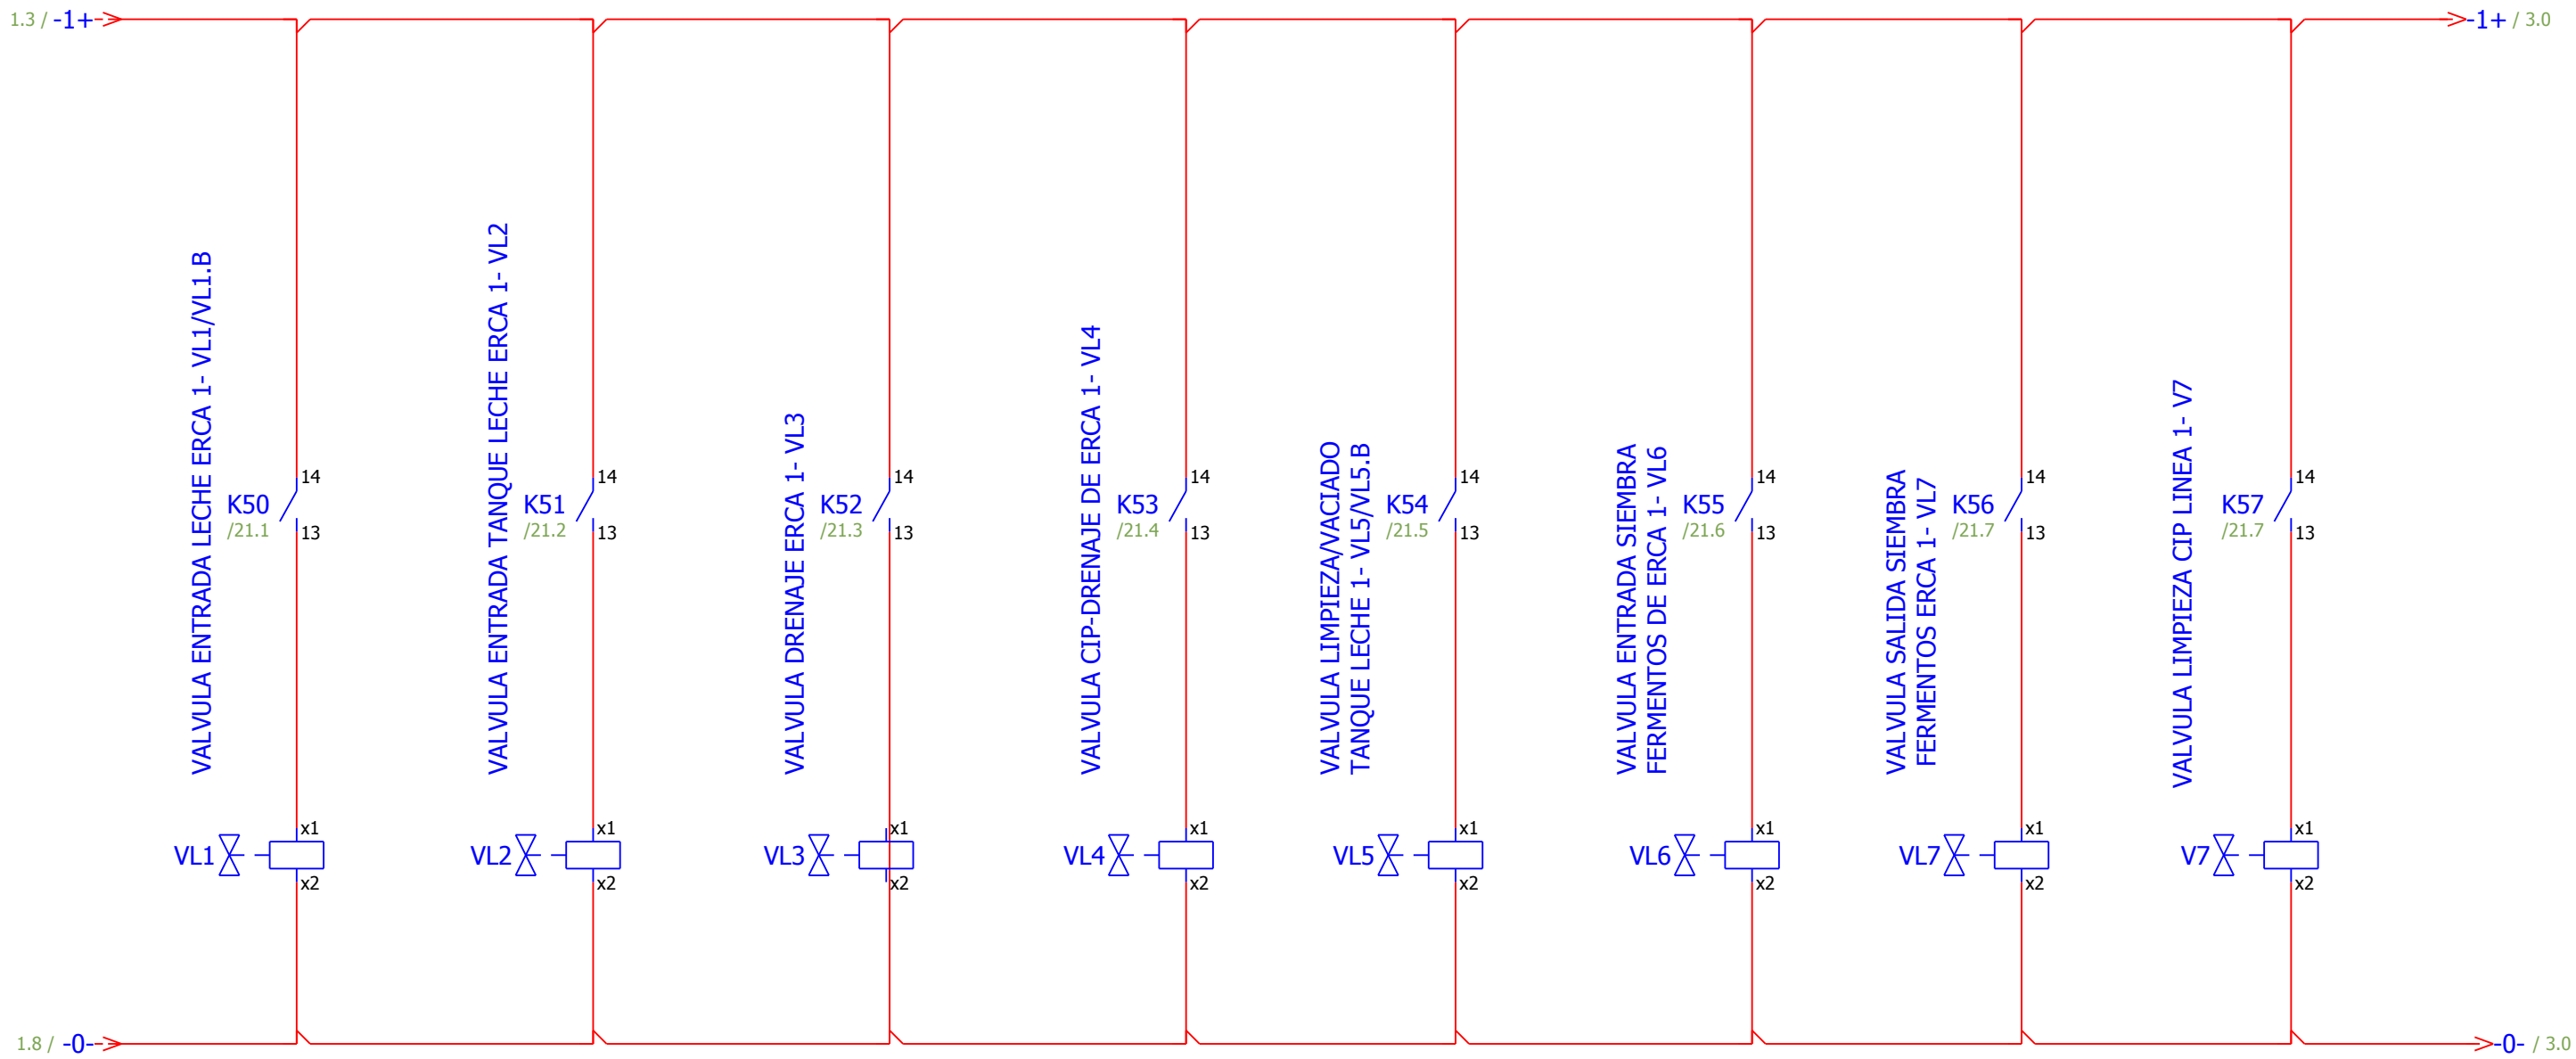 1.3 / -1+
-1+ / 3.0
VALVULA ENTRADA LECHE ERCA 1- VL1/VL1.B
K50
/21.1
14
13
VL1
x1
x2
VALVULA ENTRADA TANQUE LECHE ERCA 1- VL2
K51
/21.2
14
13
VL2
x1
x2
VALVULA DRENAJE ERCA 1- VL3
K52
/21.3
14
13
VL3
x1
x2
VALVULA CIP-DRENAJE DE ERCA 1- VL4
K53
/21.4
14
13
VL4
x1
x2
VALVULA LIMPIEZA/VACIADO
TANQUE LECHE 1- VL5/VL5.B
K54
/21.5
14
13
VL5
x1
x2
VALVULA ENTRADA SIEMBRA
FERMENTOS DE ERCA 1- VL6
K55
/21.6
14
13
VL6
x1
x2
VALVULA SALIDA SIEMBRA
FERMENTOS ERCA 1- VL7
K56
/21.7
14
13
VL7
x1
x2
VALVULA LIMPIEZA CIP LINEA 1- V7
K57
/21.7
14
13
V7
x1
x2
1.8 / -0-
-0- / 3.0